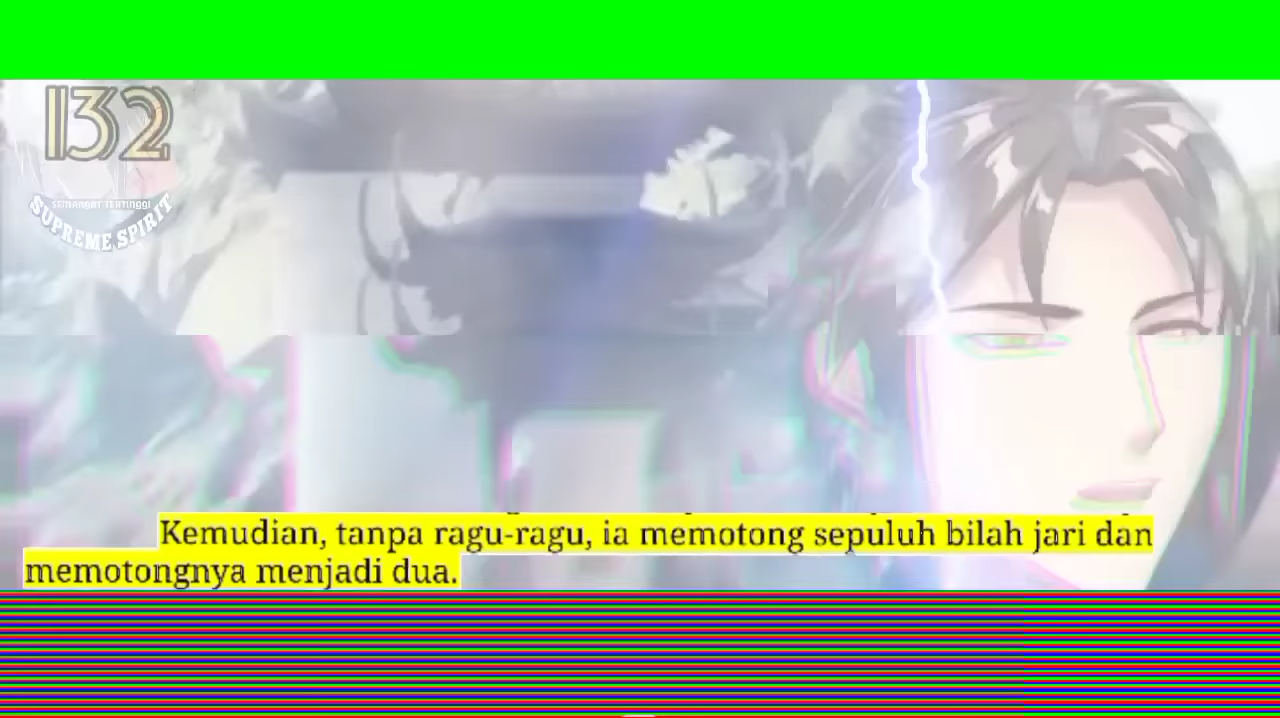 132
SEMANGAT TERTINGGI
SUPREME SPIRIT
Kemudian, tanpa ragu-ragu, ia memotong sepuluh bilah jari dan
memotongnya menjadi dua.